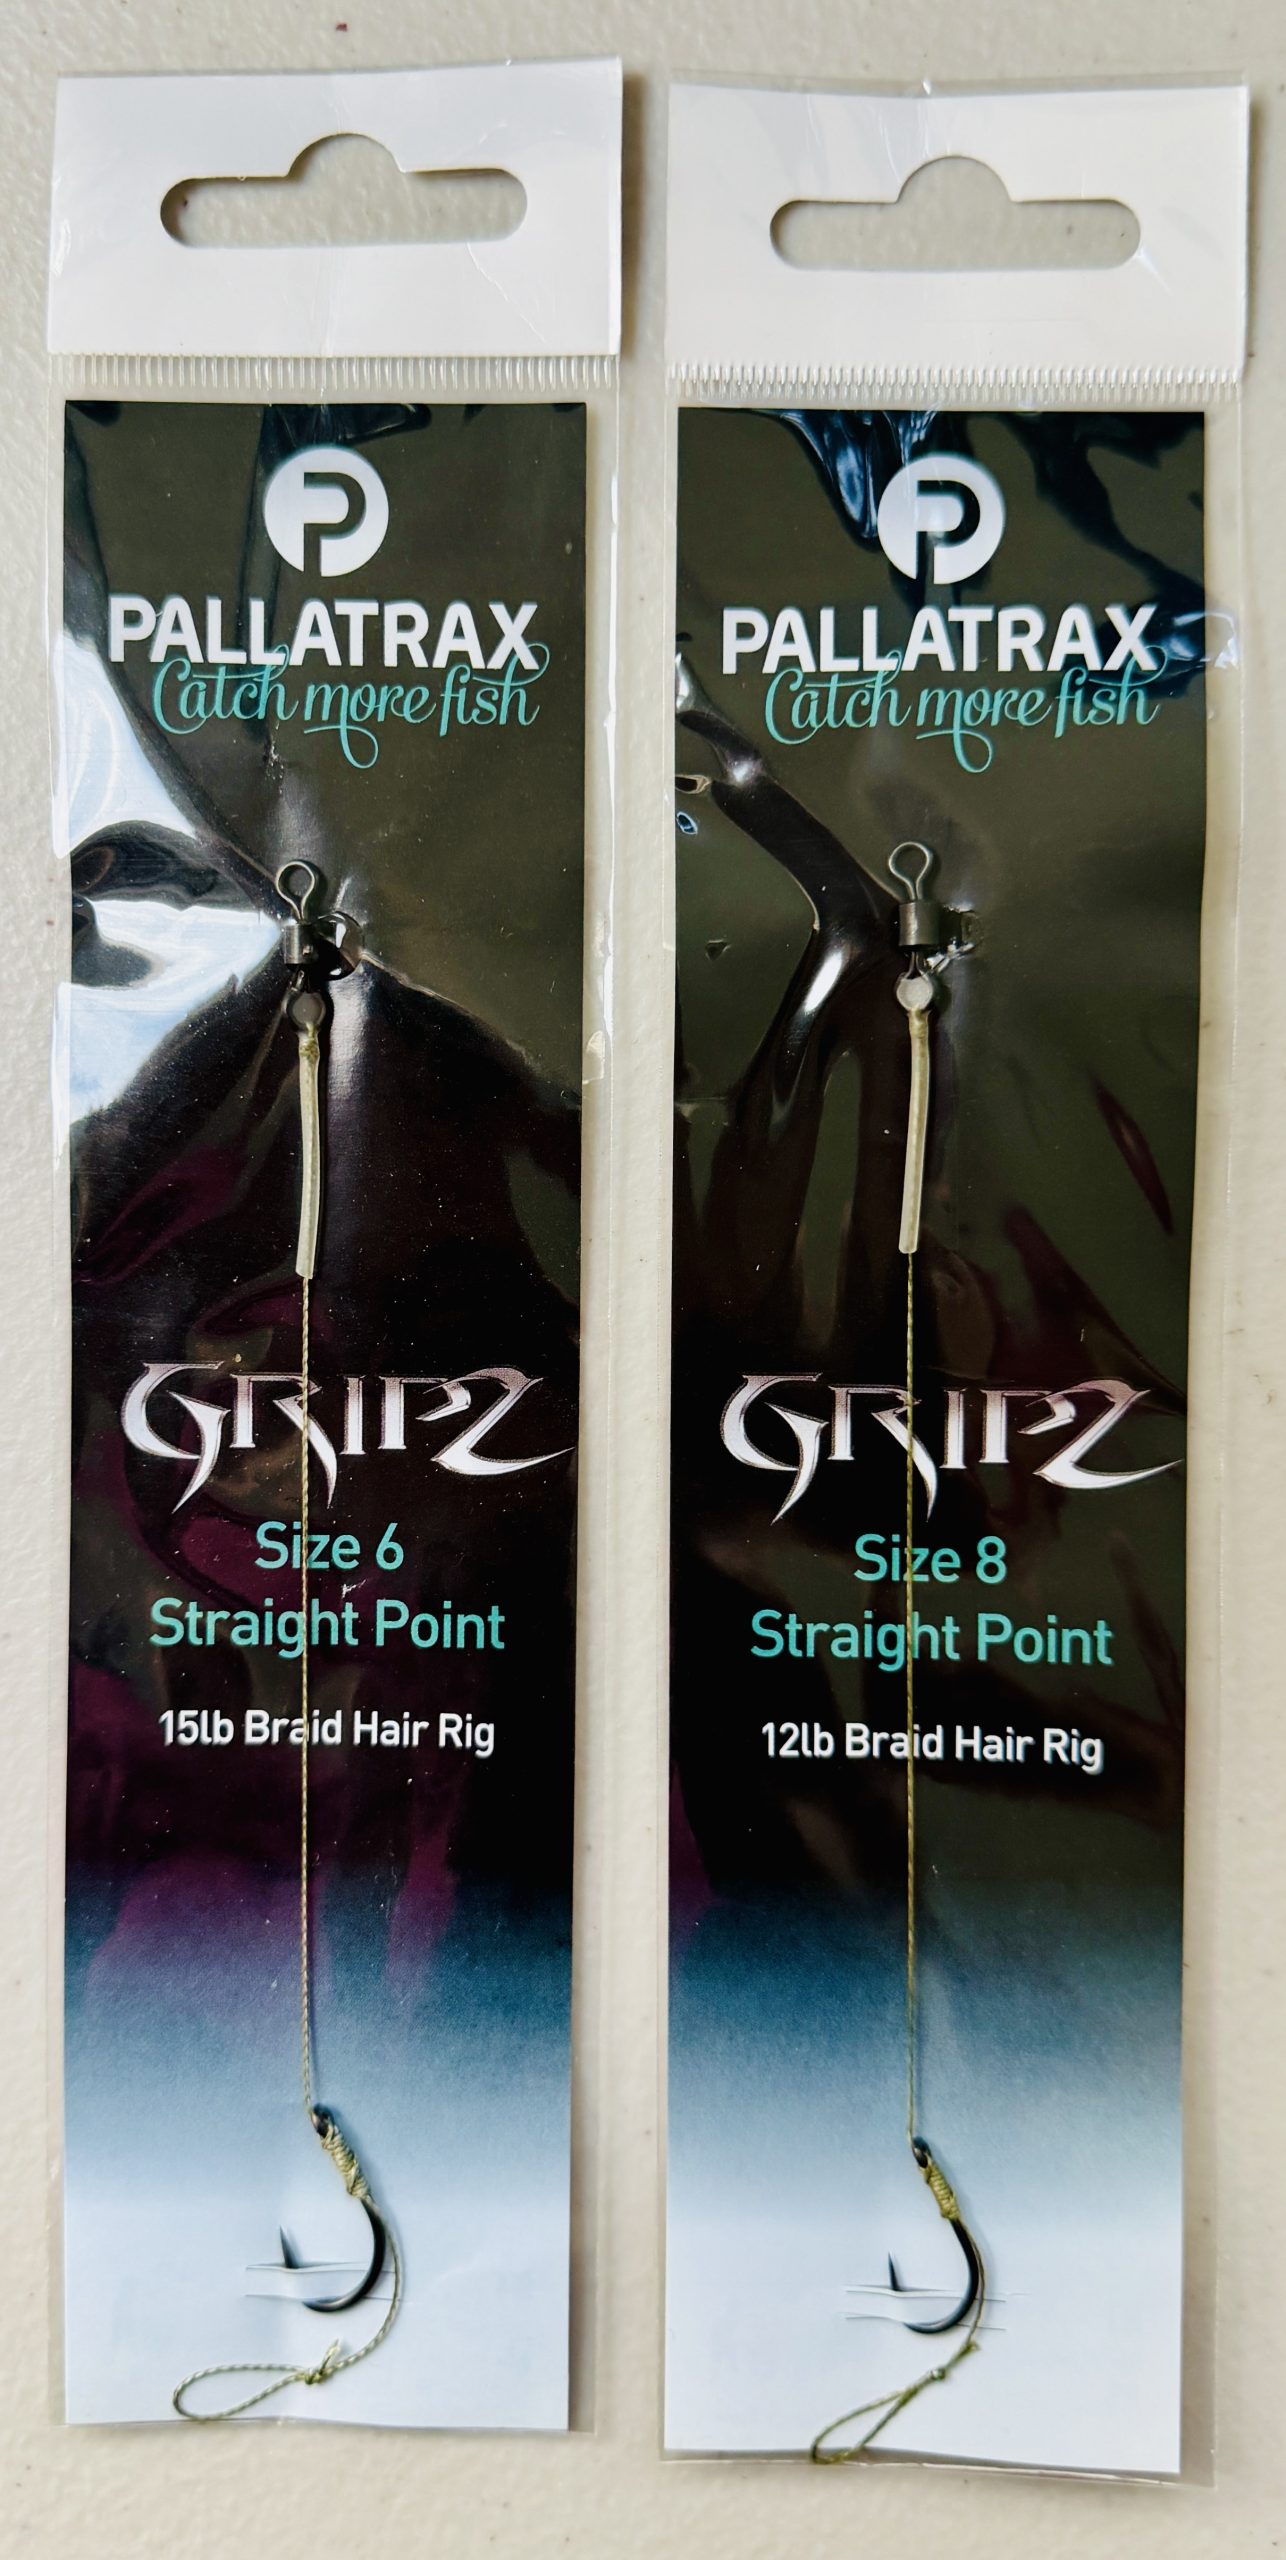 P
PALLATRAX
Catch more fish
GRIPZ
Size 6
Straight Point
15lb Braid Hair Rig
P
PALLATRAX
Catch more fish
GRIPZ
Size 8
Straight Point
12lb Braid Hair Rig